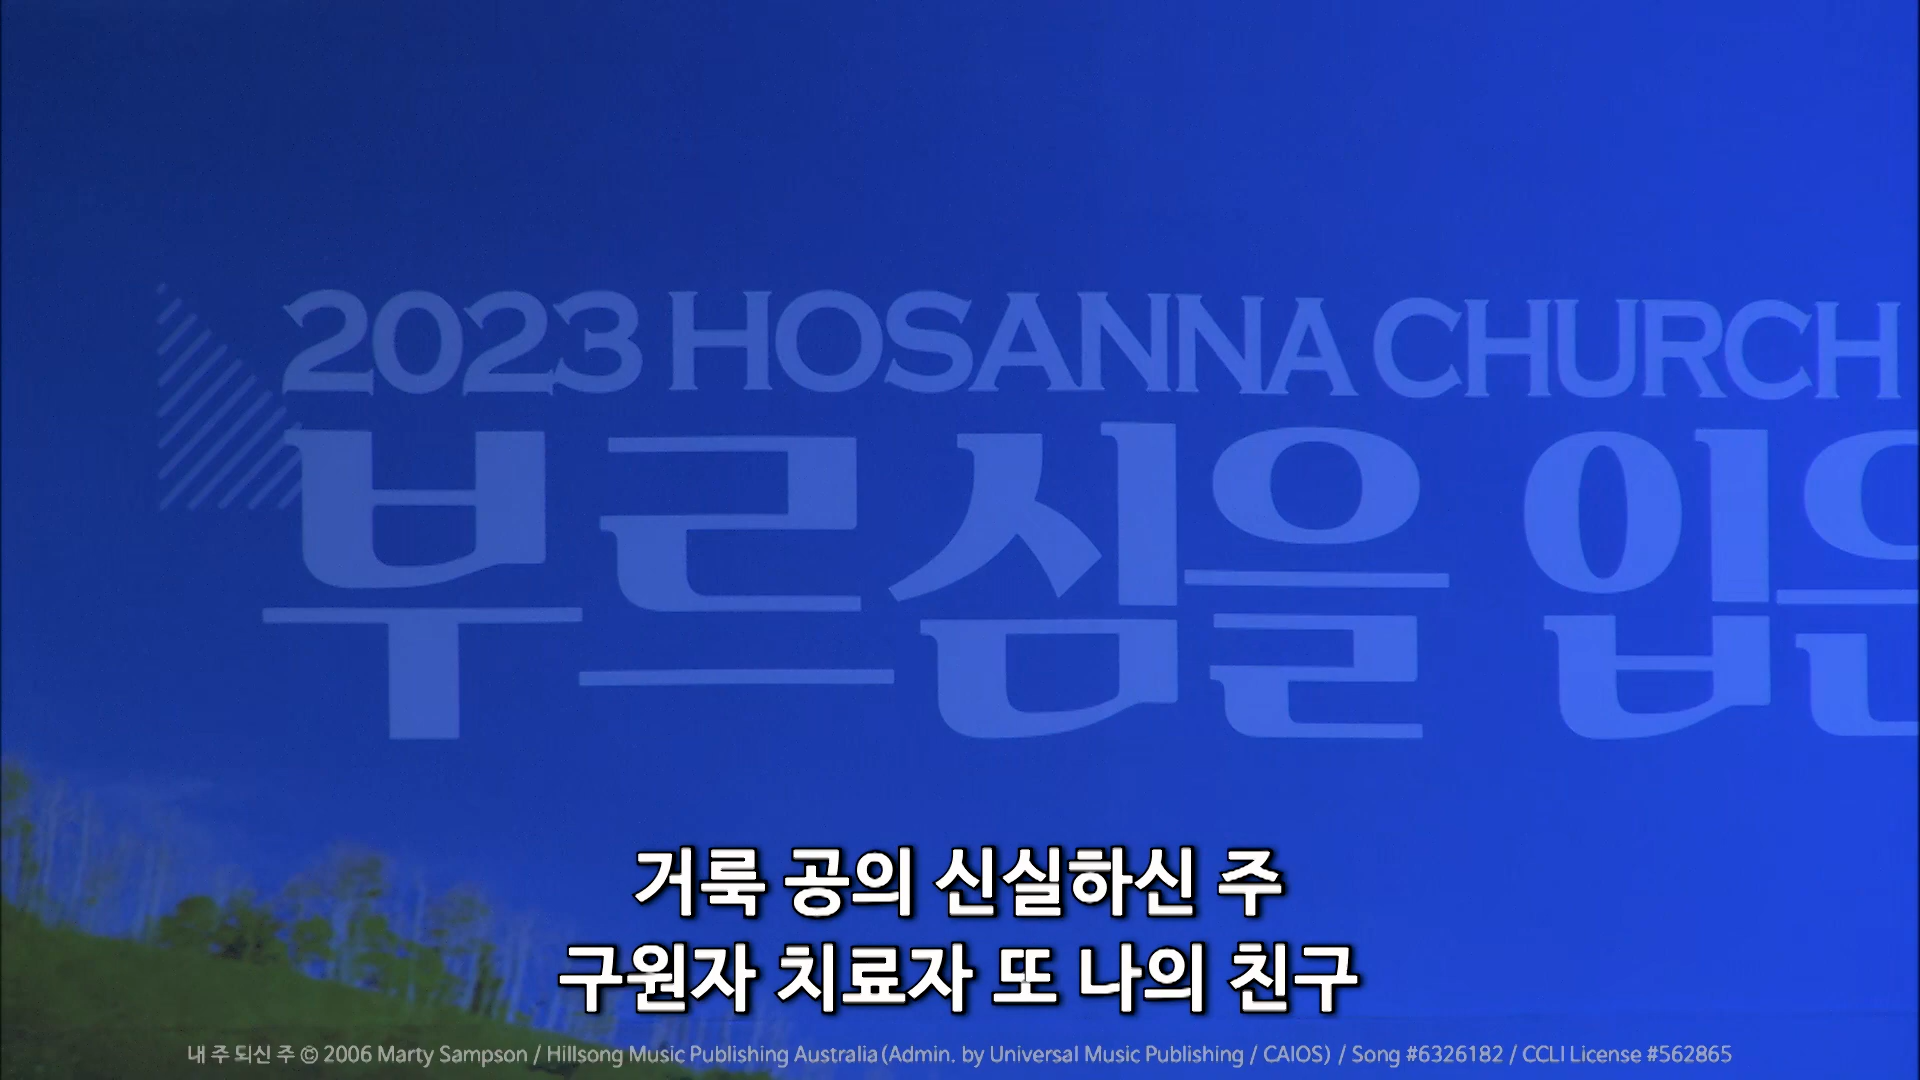 2023 HOSANNA CHURCH
부르심을 입은
거룩 공의 신실하신 주
구원자 치료자 또 나의 친구
내 주 되신 주 © 2006 Marty Sampson / Hillsong Music Publishing Australia(Admin. by Universal Music Publishing / CAIOS) / Song #6326182 / CCLI License #562865